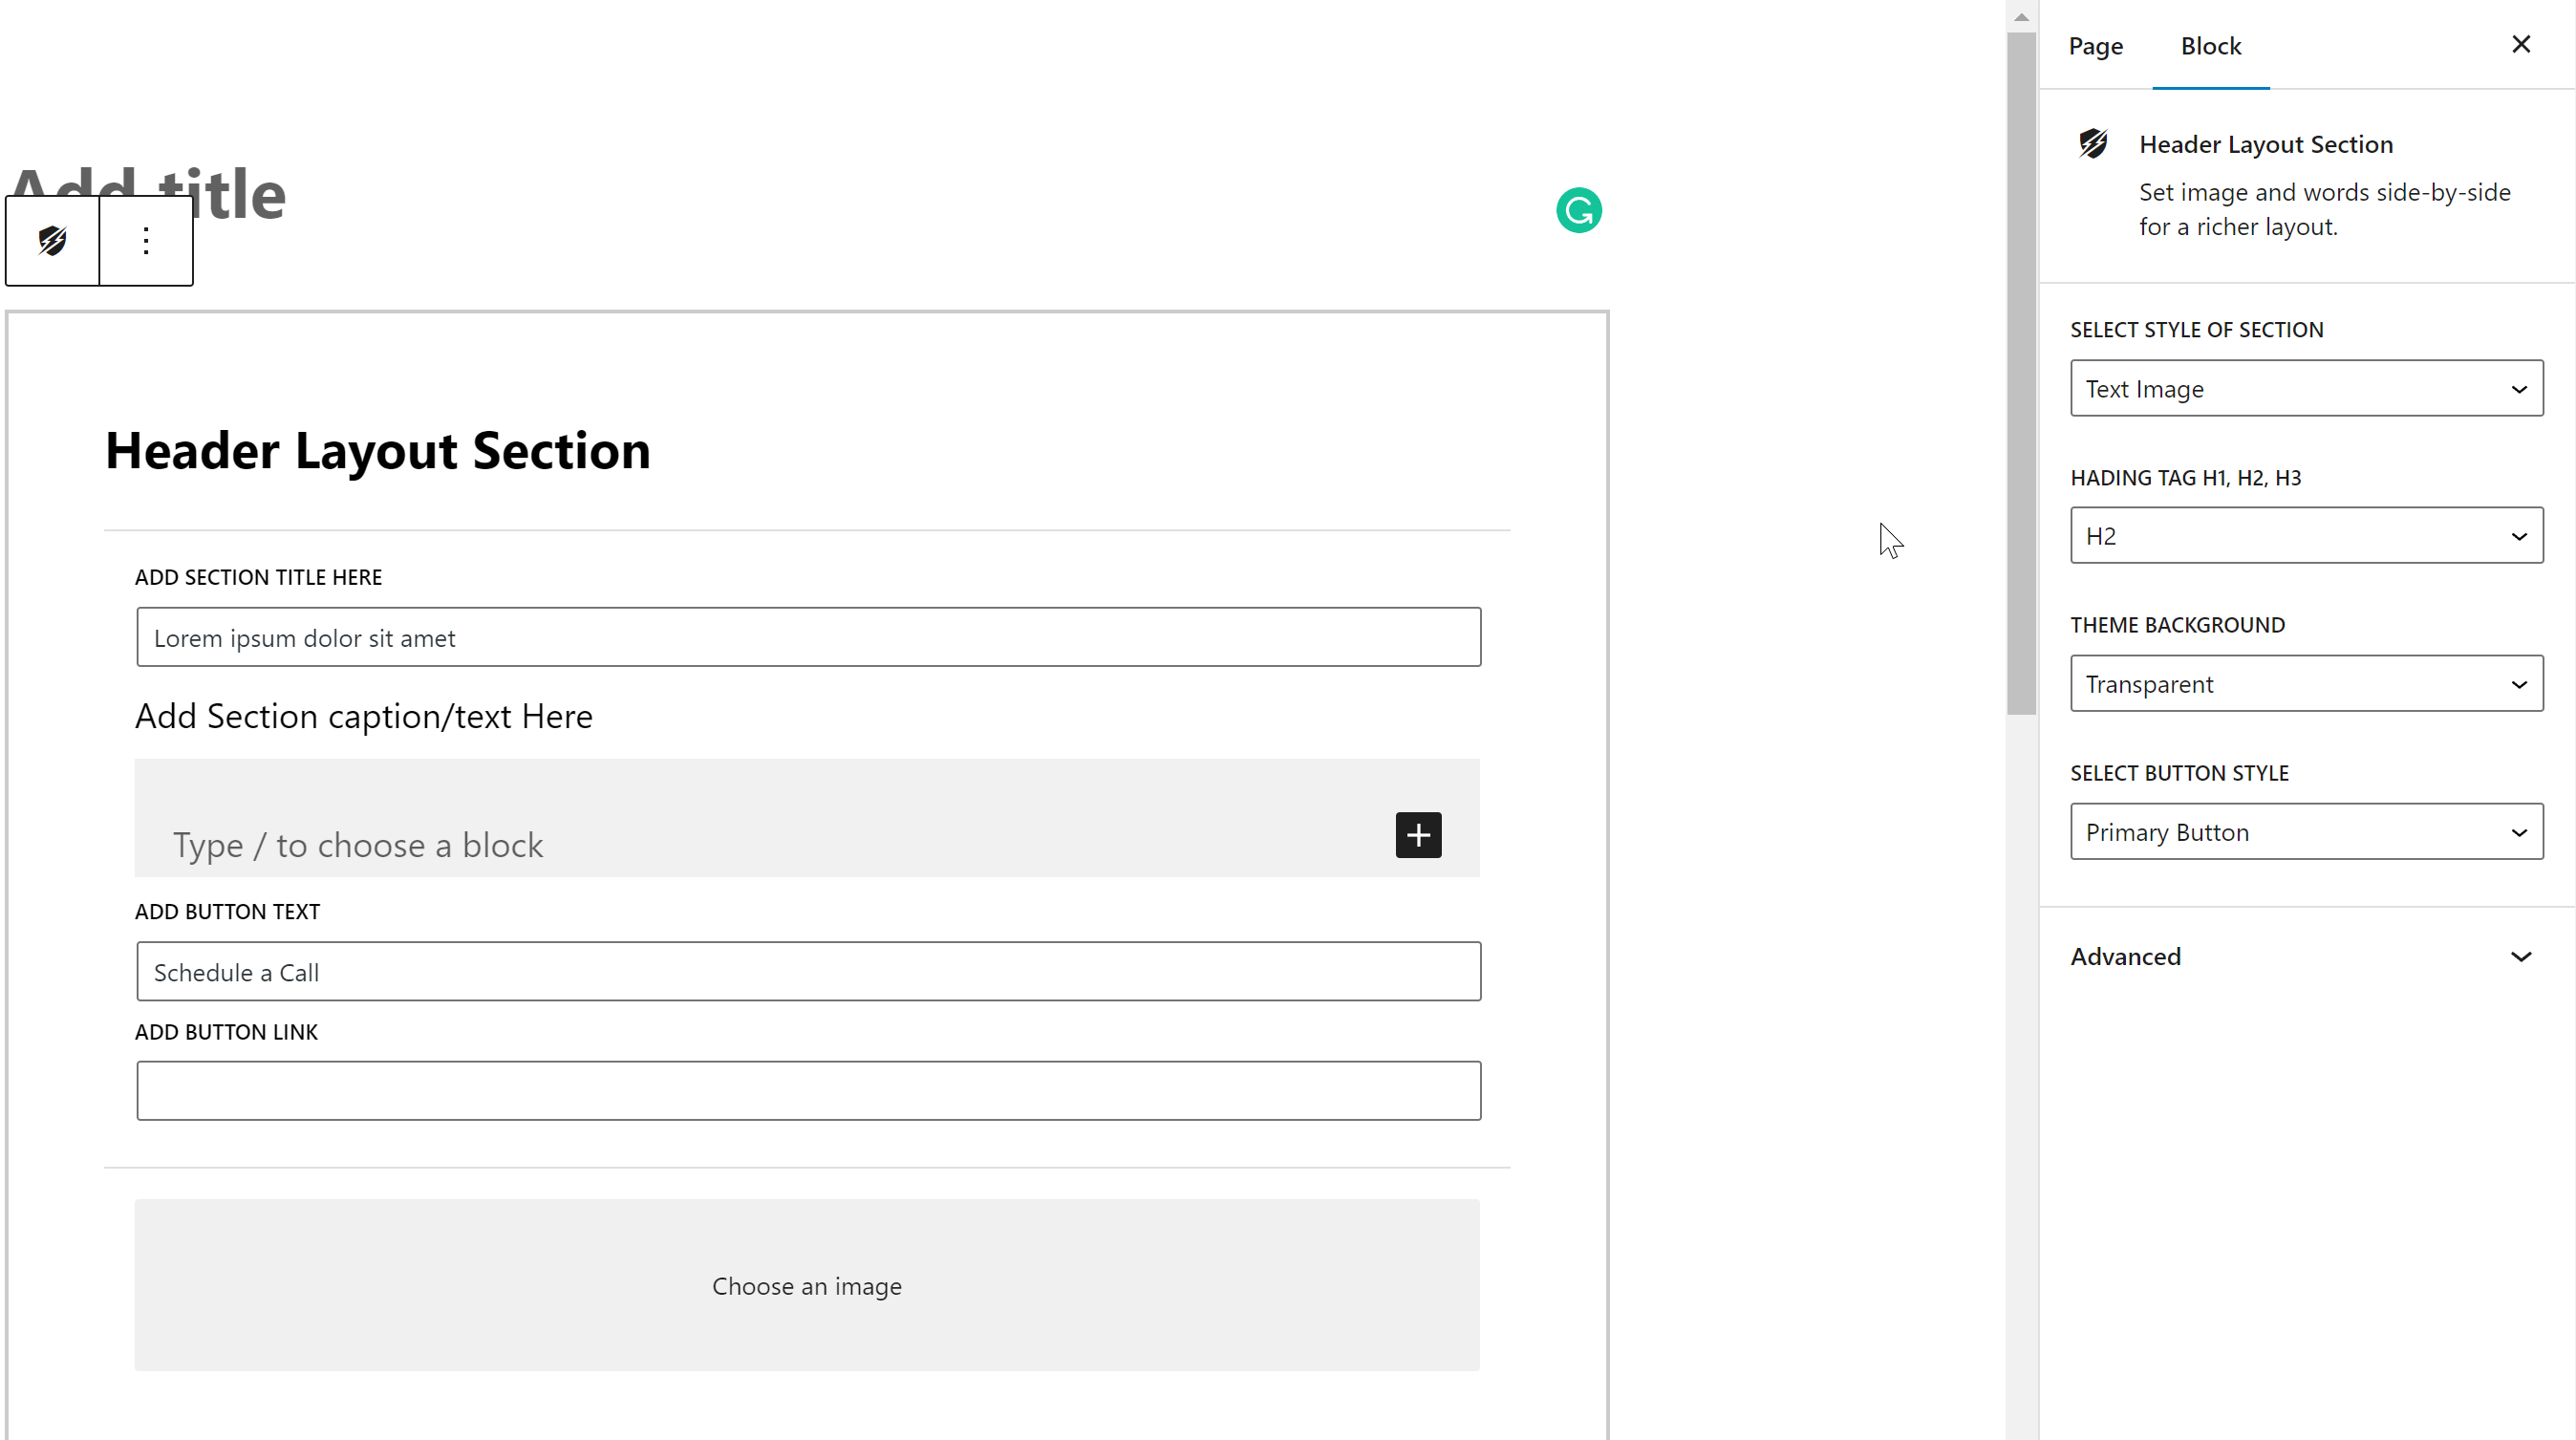 Add title
Header Layout Section
ADD SECTION TITLE HERE
Lorem ipsum dolor sit amet
Add Section caption/text Here
Type / to choose a block
ADD BUTTON TEXT
Schedule a Call
ADD BUTTON LINK
Choose an image
Page Block
Header Layout Section
Set image and words side-by-side
for a richer layout.
SELECT STYLE OF SECTION
Text Image
HADING TAG H1, H2, H3
H2
THEME BACKGROUND
Transparent
SELECT BUTTON STYLE
Primary Button
Advanced